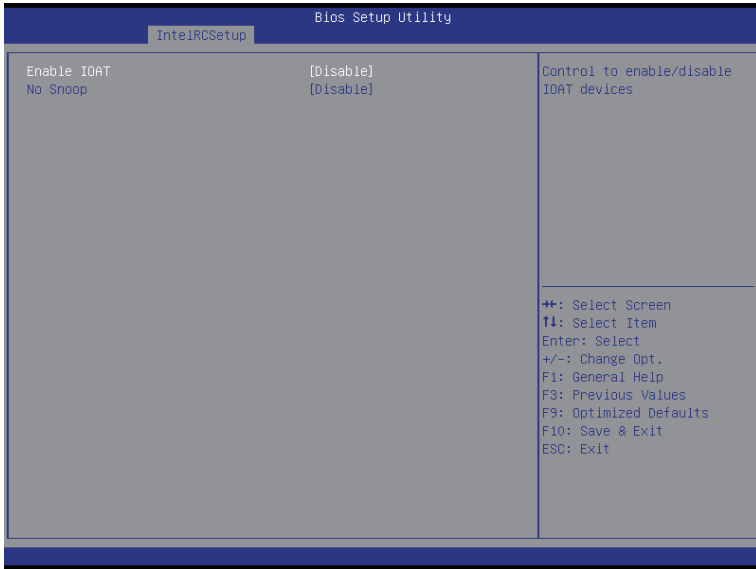 Bios Setup Utility
IntelRCSetup
Enable IOAT [Disable]
No Snoop [Disable]
Control to enable/disable
IOAT devices
→←: Select Screen
↑↓: Select Item
Enter: Select
+/-: Change Opt.
F1: General Help
F3: Previous Values
F9: Optimized Defaults
F10: Save & Exit
ESC: Exit